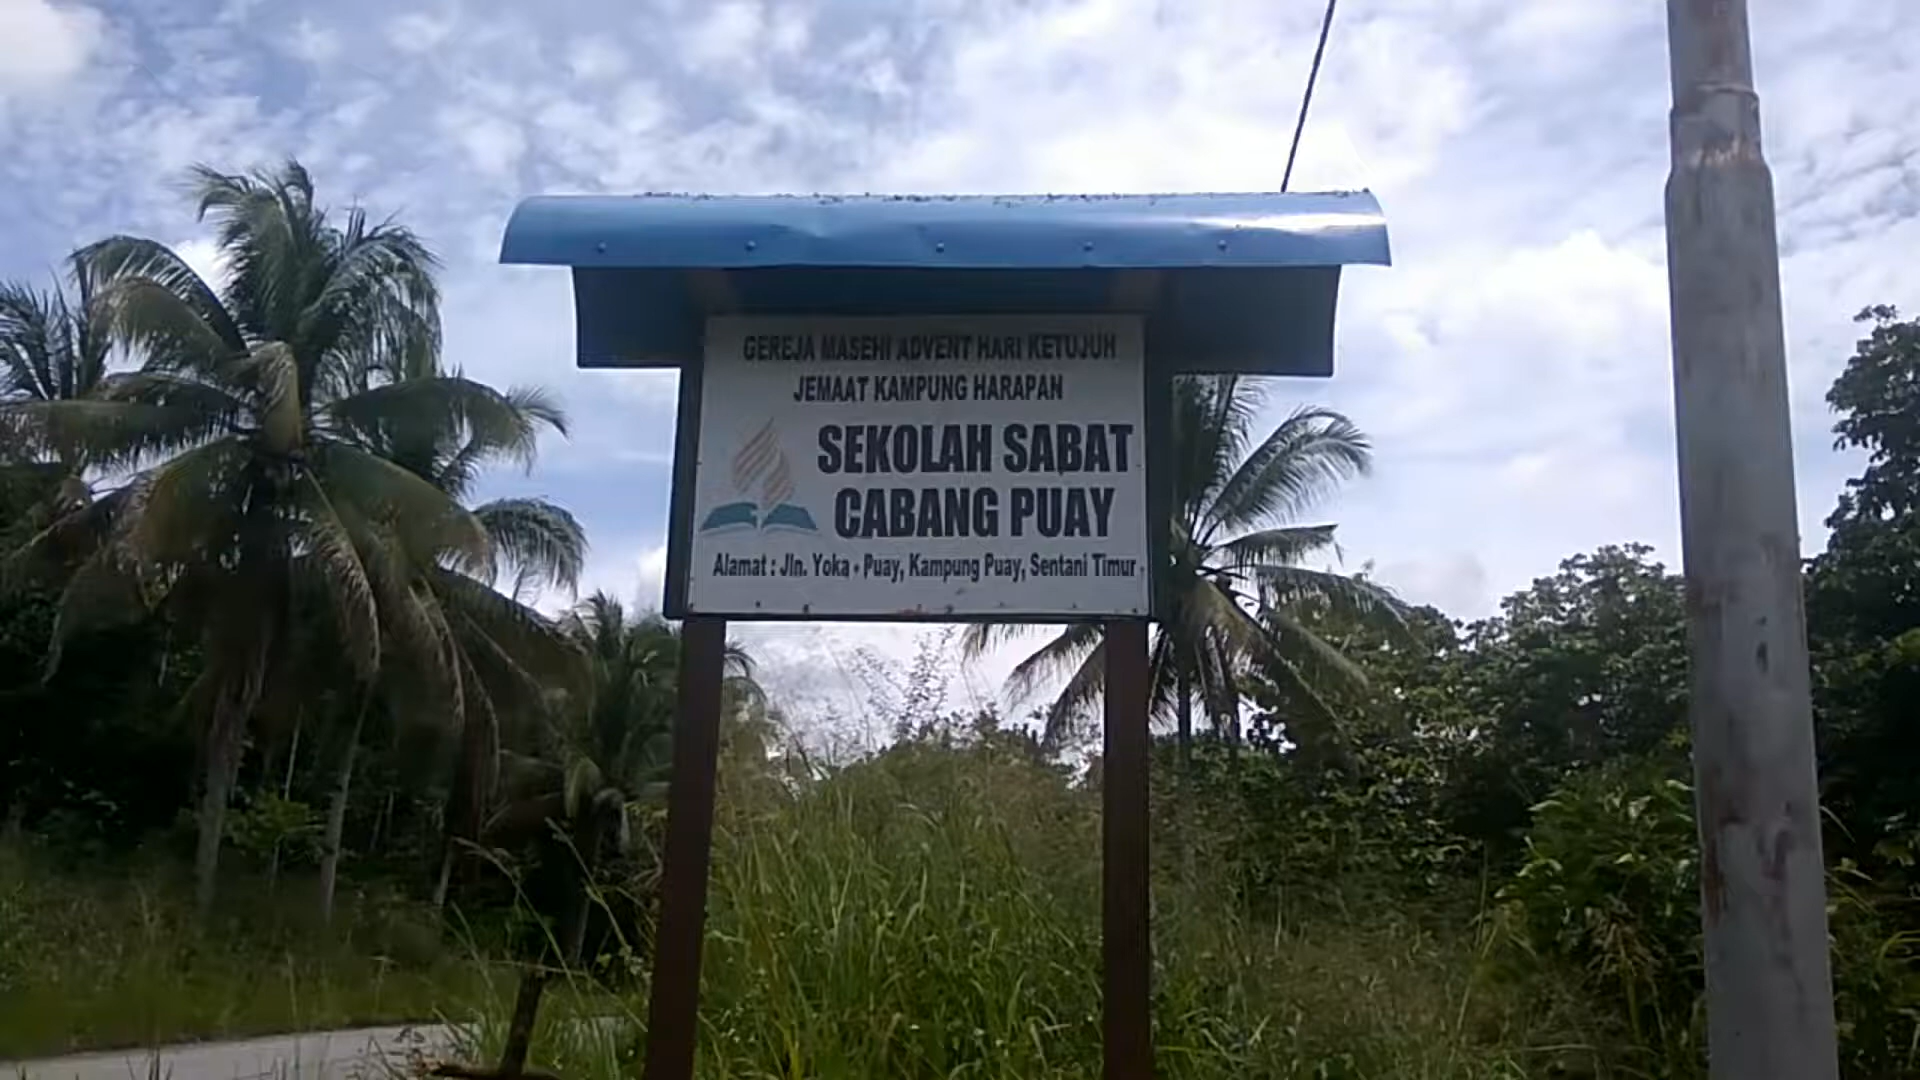 GEREJA MASEHI ADVENT HARI KETUJUH
JEMAAT KAMPUNG HARAPAN
SEKOLAH SABAT
CABANG PUAY
Alamat : Jln. Yoka - Puay, Kampung Puay, Sentani Timur